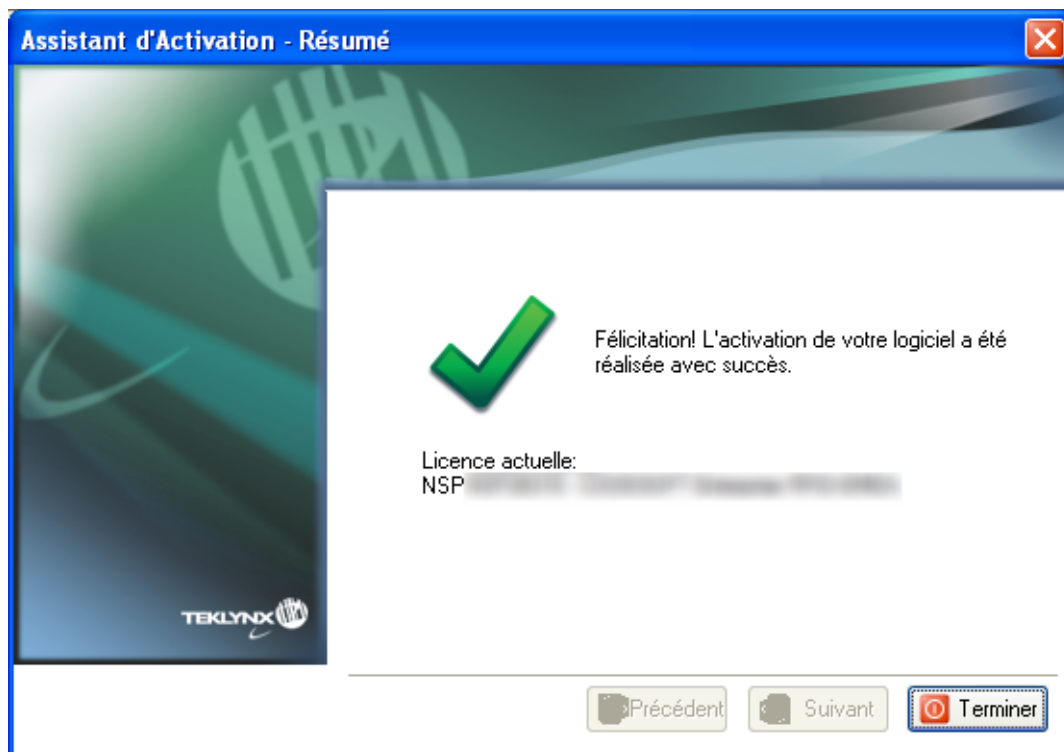 Assistant d'Activation - Résumé
Félicitation! L'activation de votre logiciel a été
réalisée avec succès.
Licence actuelle:
NSP
TEKLYNX
Précédent
Suivant
Terminer